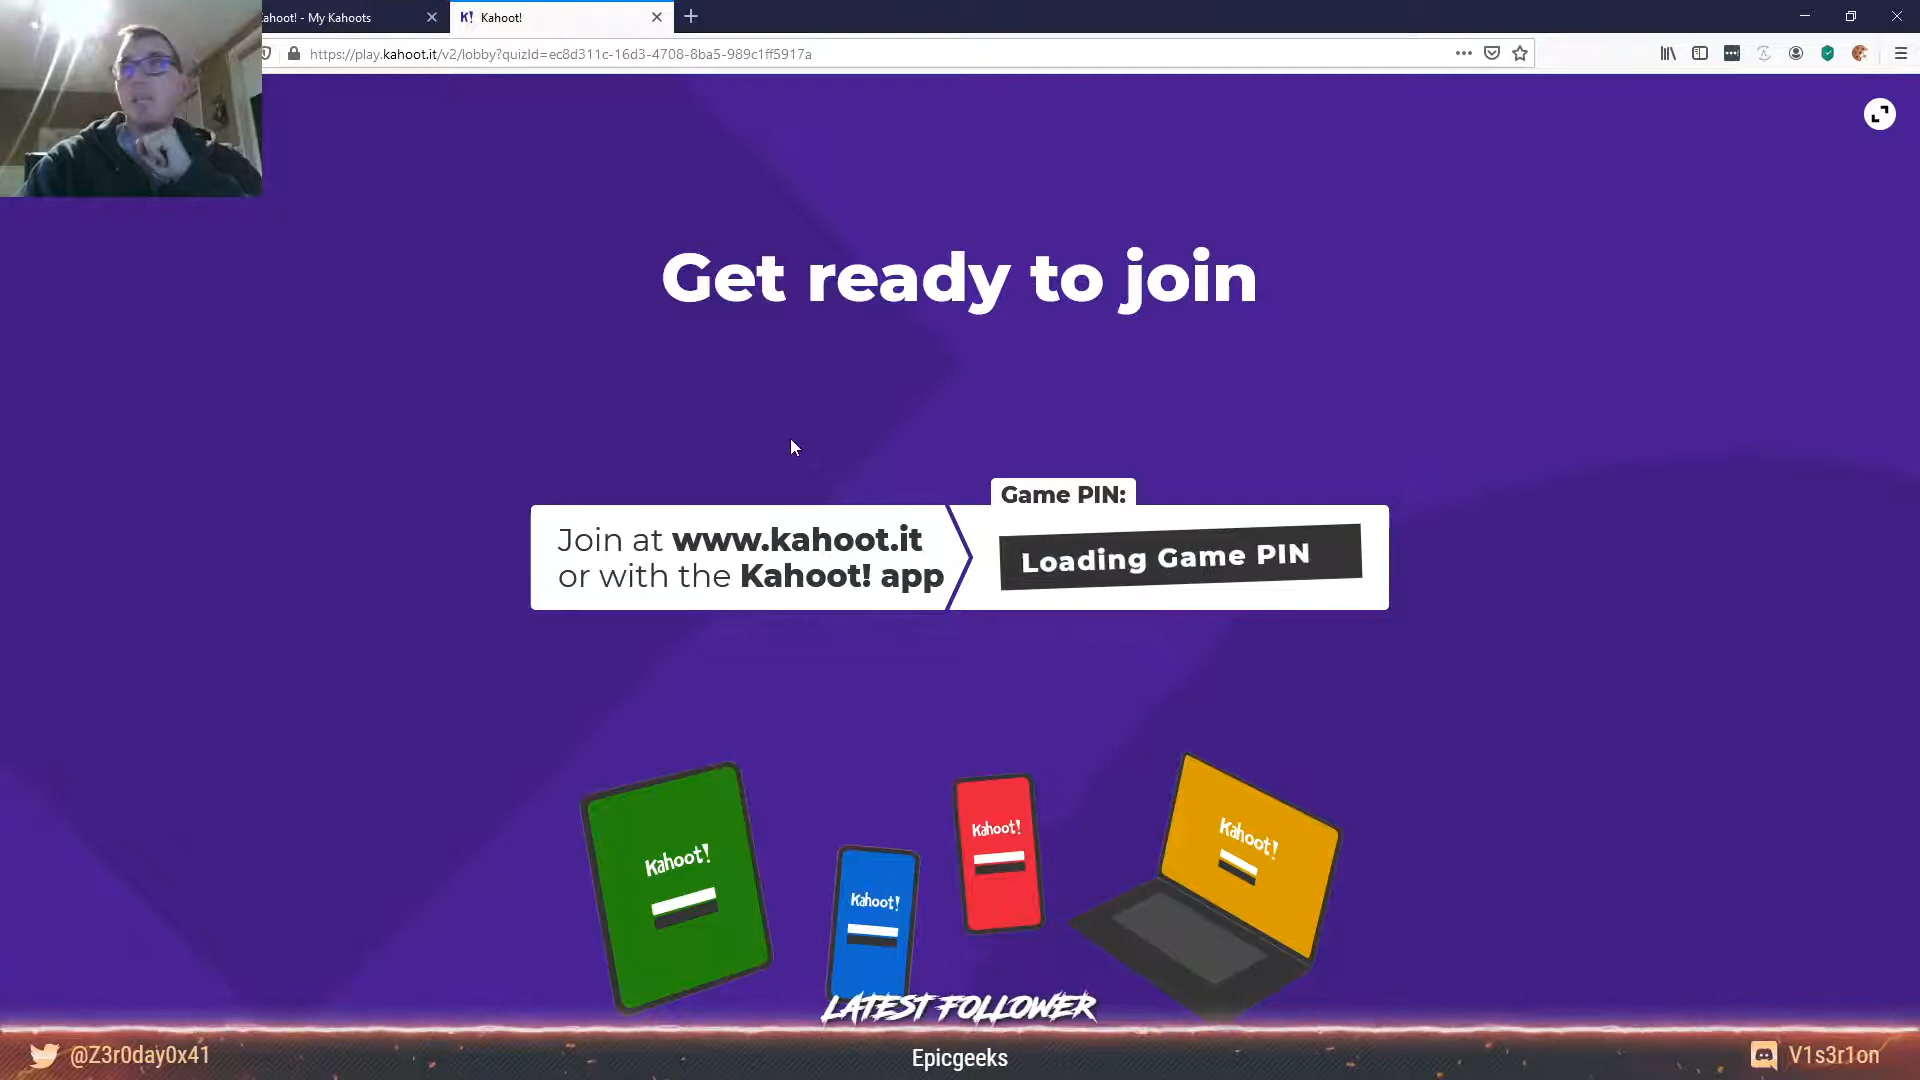 ahoot! - My Kahoots
K! Kahoot!
https://play.kahoot.it/v2/lobby?quizId=ec8d311c-16d3-4708-8ba5-989c1ff5917a
Get ready to join
Game PIN:
Join at www.kahoot.it
or with the Kahoot! app
Loading Game PIN
Kahoot!
Kahoot!
Kahoot!
Kahoot!
LATEST FOLLOWER
@Z3r0day0x41
Epicgeeks
V1s3r1on